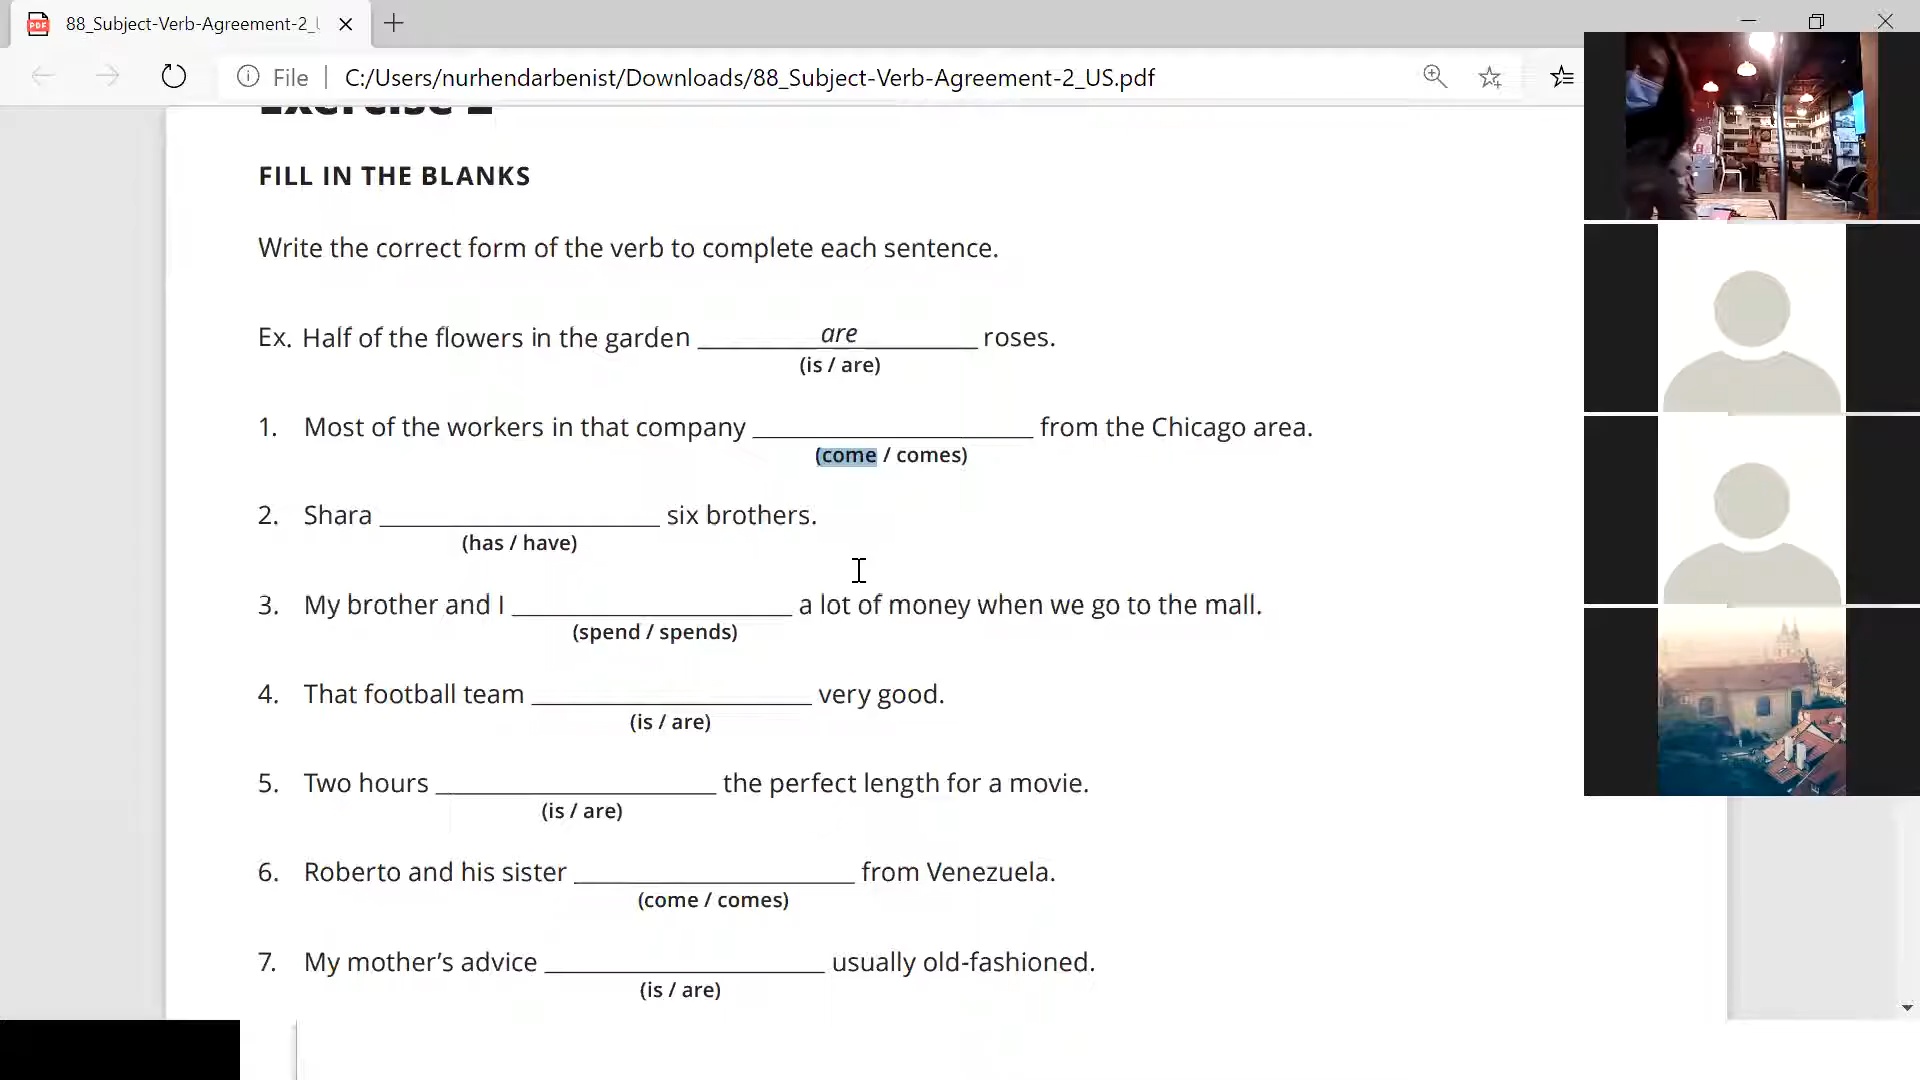 88_Subject-Verb-Agreement-2_
File | C:/Users/nurhendarbenist/Downloads/88_Subject-Verb-Agreement-2_US.pdf
FILL IN THE BLANKS
Write the correct form of the verb to complete each sentence.
Ex. Half of the flowers in the garden are roses.
(is / are)
1. Most of the workers in that company ____ from the Chicago area.
(come / comes)
2. Shara ____ six brothers.
(has / have)
3. My brother and I ____ a lot of money when we go to the mall.
(spend / spends)
4. That football team ____ very good.
(is / are)
5. Two hours ____ the perfect length for a movie.
(is / are)
6. Roberto and his sister ____ from Venezuela.
(come / comes)
7. My mother’s advice ____ usually old-fashioned.
(is / are)